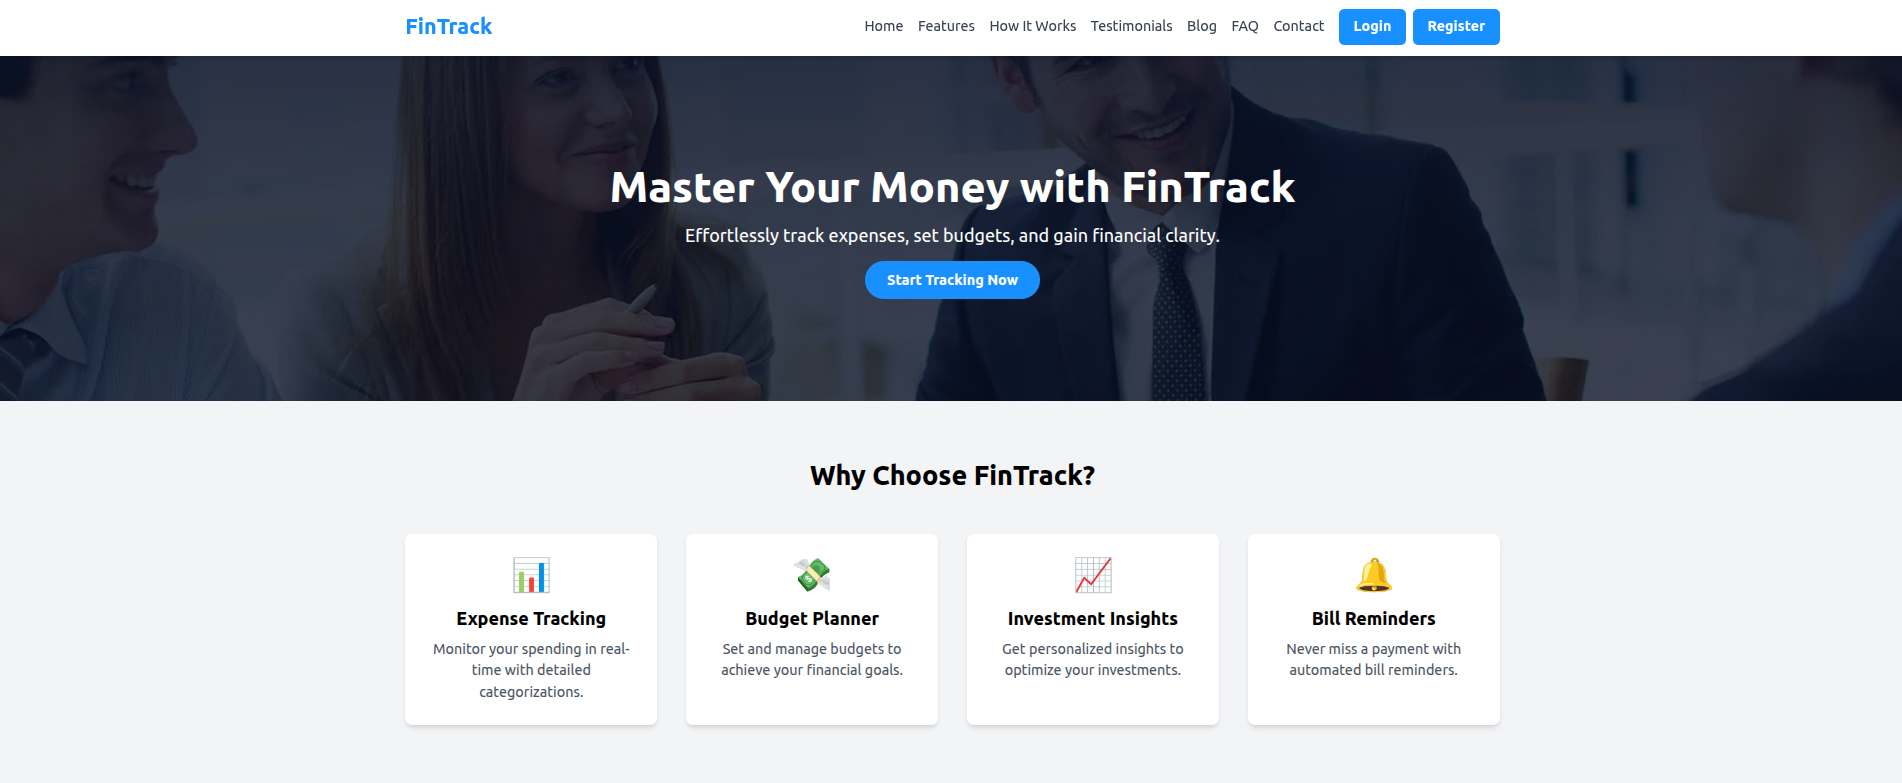 FinTrack
Home Features How It Works Testimonials Blog FAQ Contact Login Register
Master Your Money with FinTrack
Effortlessly track expenses, set budgets, and gain financial clarity.
Start Tracking Now
Why Choose FinTrack?
Expense Tracking
Monitor your spending in real-
time with detailed
categorizations.
Budget Planner
Set and manage budgets to
achieve your financial goals.
Investment Insights
Get personalized insights to
optimize your investments.
Bill Reminders
Never miss a payment with
automated bill reminders.